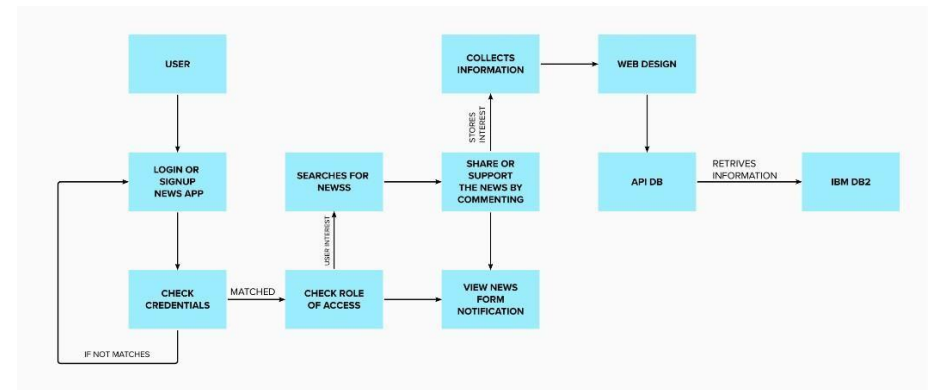 USER
COLLECTS
INFORMATION
WEB DESIGN
STORES
INTEREST
LOGIN OR
SIGNUP
NEWS APP
SEARCHES FOR
NEWSS
SHARE OR
SUPPORT
THE NEWS BY
COMMENTING
API DB
RETRIVES
INFORMATION
IBM DB2
USER INTEREST
CHECK
CREDENTIALS
MATCHED
CHECK ROLE
OF ACCESS
VIEW NEWS
FORM
NOTIFICATION
IF NOT MATCHES